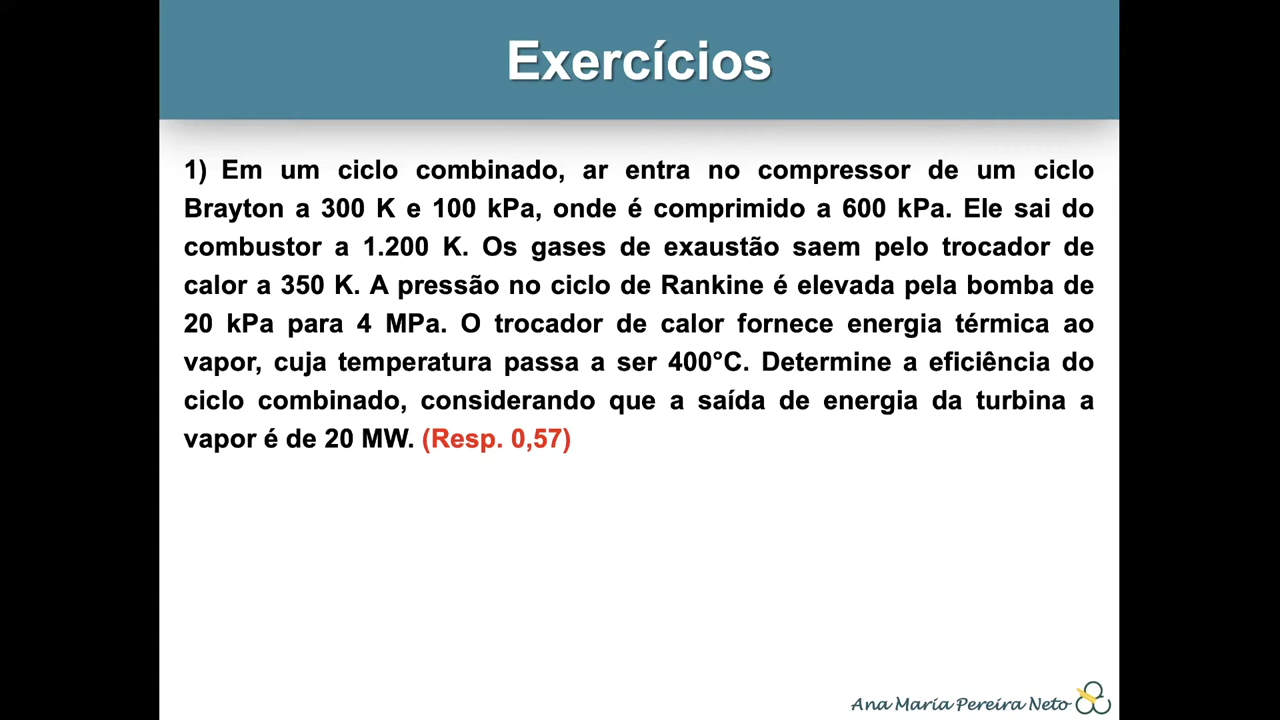 Exercícios
1) Em um ciclo combinado, ar entra no compressor de um ciclo
Brayton a 300 K e 100 kPa, onde é comprimido a 600 kPa. Ele sai do
combustor a 1.200 K. Os gases de exaustão saem pelo trocador de
calor a 350 K. A pressão no ciclo de Rankine é elevada pela bomba de
20 kPa para 4 MPa. O trocador de calor fornece energia térmica ao
vapor, cuja temperatura passa a ser 400°C. Determine a eficiência do
ciclo combinado, considerando que a saída de energia da turbina a
vapor é de 20 MW. (Resp. 0,57)
Ana Maria Pereira Neto